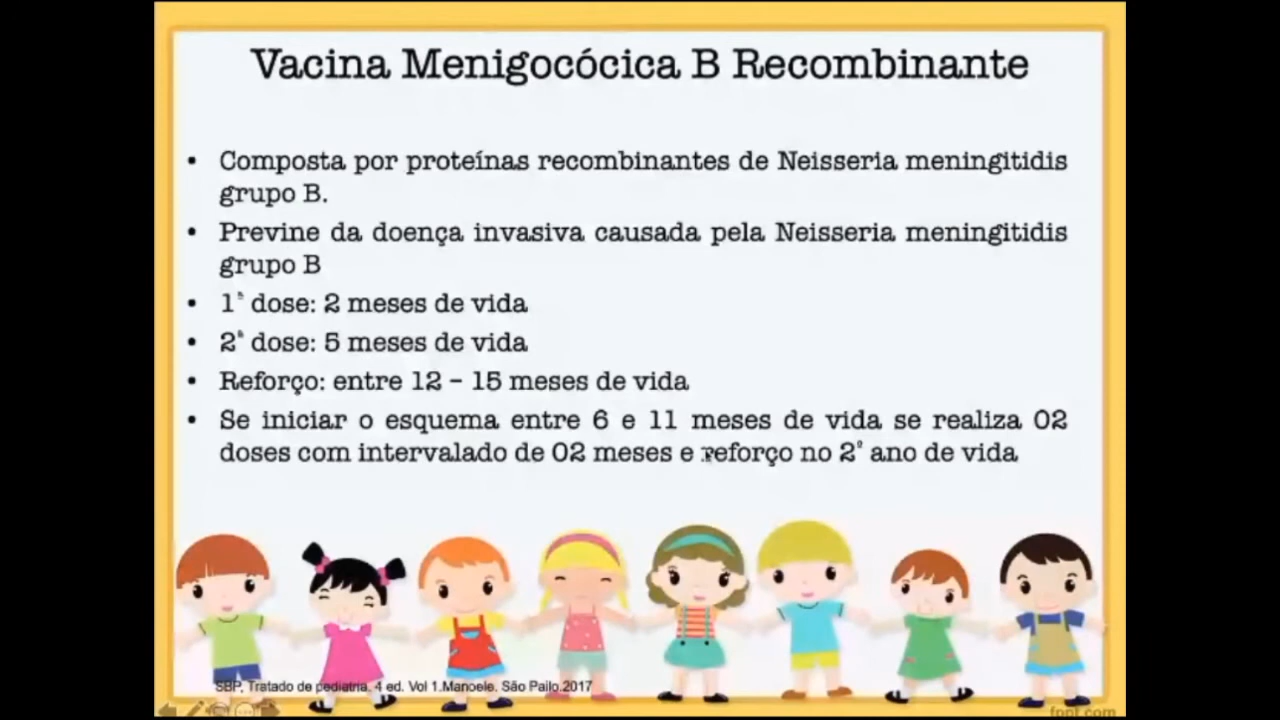 Vacina Menigocócica B Recombinante
• Composta por proteínas recombinantes de Neisseria meningitidis
grupo B.
• Previne da doença invasiva causada pela Neisseria meningitidis
grupo B
• 1ª dose: 2 meses de vida
• 2ª dose: 5 meses de vida
• Reforço: entre 12 – 15 meses de vida
• Se iniciar o esquema entre 6 e 11 meses de vida se realiza 02
doses com intervalado de 02 meses e reforço no 2º ano de vida
SBP, Tratado de pediatria. 4 ed. Vol 1.Manoele. São Pailo.2017
fppt.com